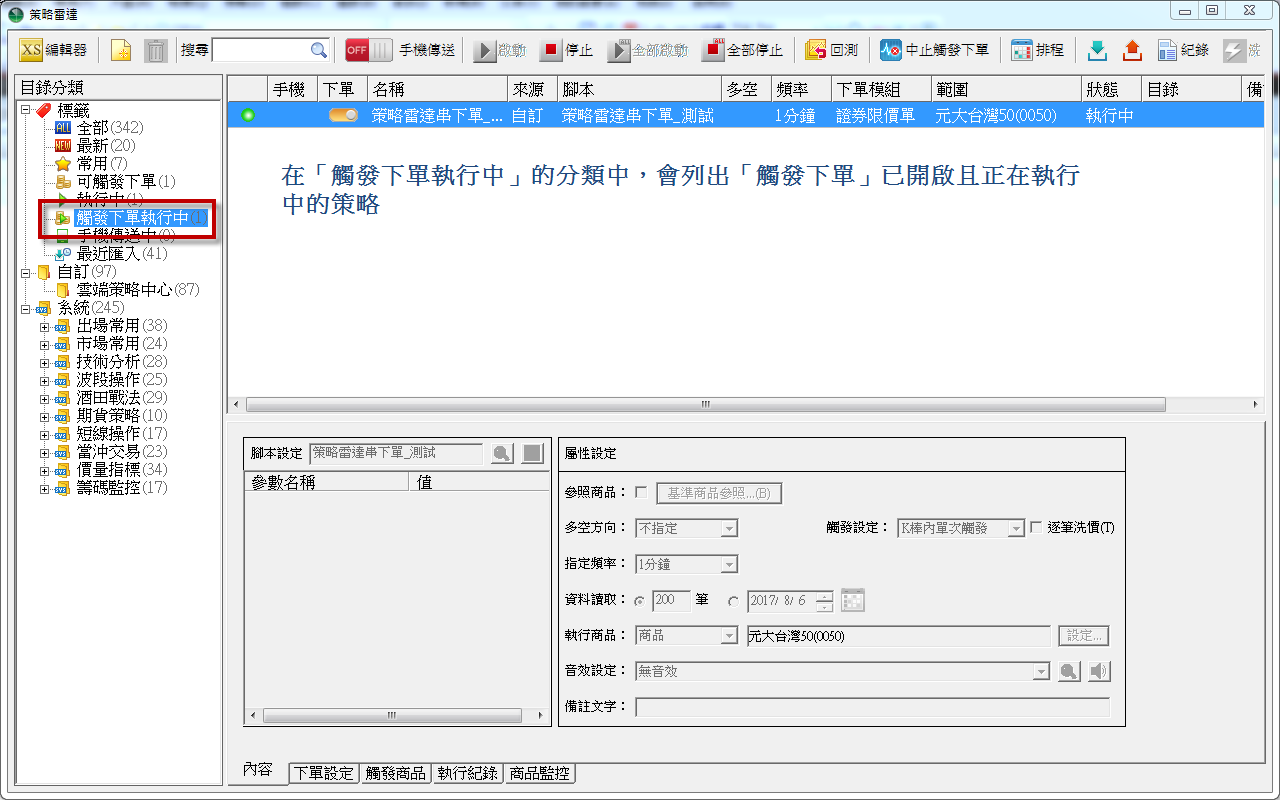 策略雷達
XS 編輯器 搜尋 OFF 手機傳送 啟動 停止 ALL 全部啟動 ALL 全部停止 回測 中止觸發下單 排程 紀錄
目錄分類
標籤
ALL 全部(342)
NEW 最新(20)
常用(7)
可觸發下單(1)
執行中(1)
觸發下單執行中(1)
手機傳送中(0)
最近匯入(41)
自訂(97)
雲端策略中心(87)
系統(245)
出場常用(38)
市場常用(24)
技術分析(28)
波段操作(25)
酒田戰法(29)
期貨策略(10)
短線操作(17)
當沖交易(23)
價量指標(34)
籌碼監控(17)
手機 下單 名稱 來源 腳本 多空 頻率 下單模組 範圍 狀態 目錄 備
策略雷達串下單_... 自訂 策略雷達串下單_測試 1分鐘 證券限價單 元大台灣50(0050) 執行中
在「觸發下單執行中」的分類中，會列出「觸發下單」已開啟且正在執行
中的策略
腳本設定 策略雷達串下單_測試
參數名稱 值
屬性設定
參照商品： 基準商品參照...(B)
多空方向： 不指定 觸發設定： K棒內單次觸發 逐筆洗價(T)
指定頻率： 1分鐘
資料讀取： 200 筆 2017/ 8/ 6
執行商品： 商品 元大台灣50(0050) 設定...
音效設定： 無音效
備註文字：
內容 下單設定 觸發商品 執行紀錄 商品監控